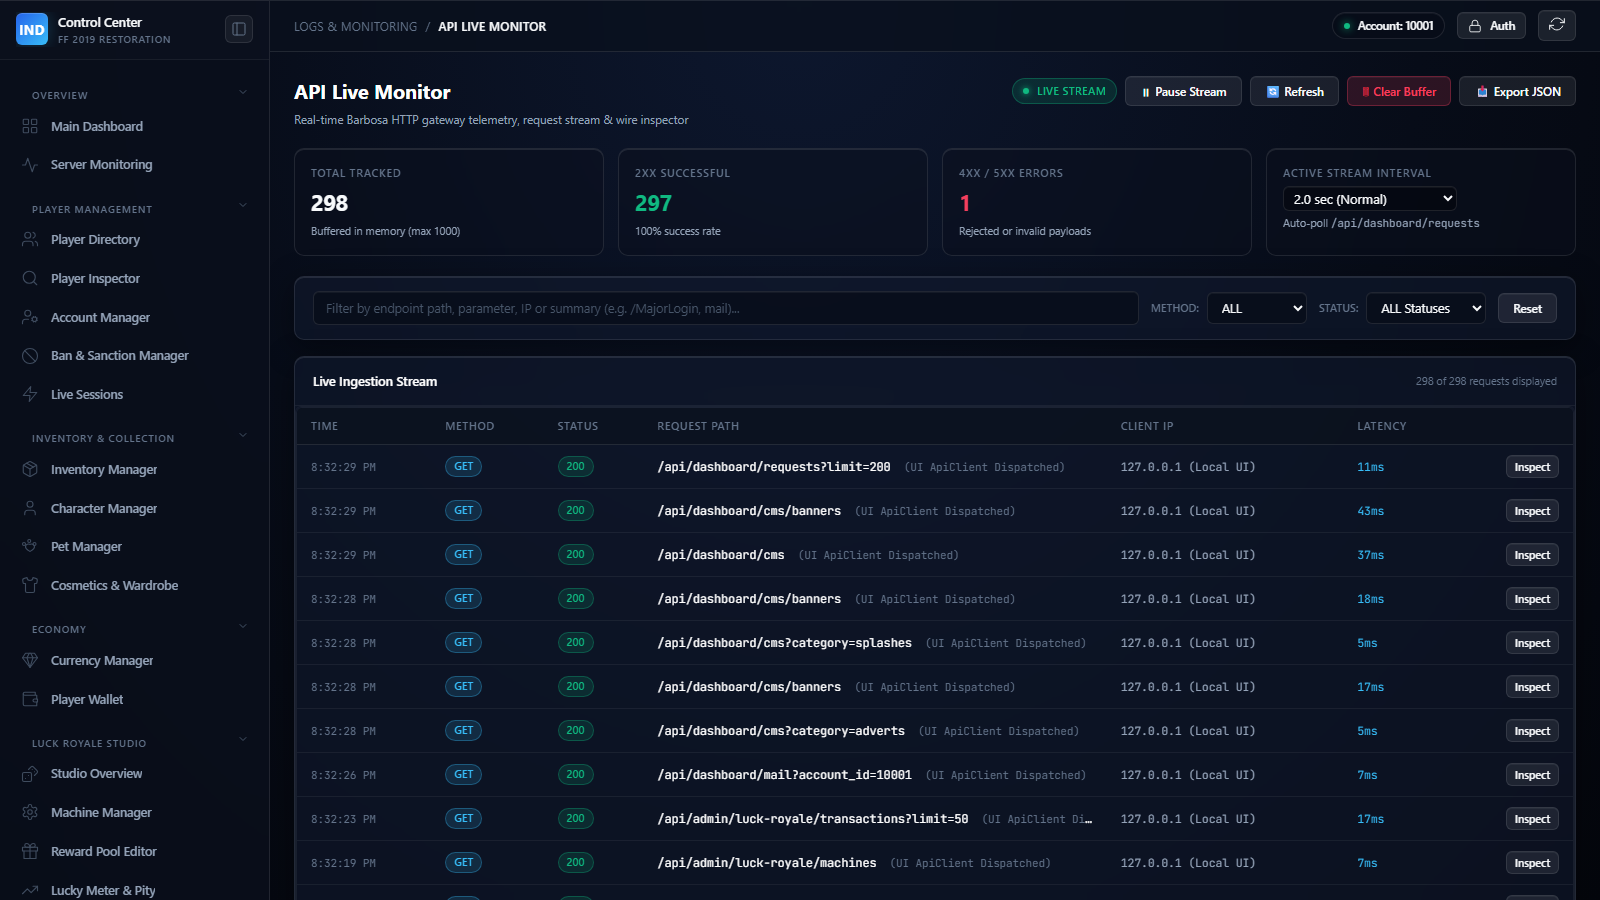 IND
Control Center
FF 2019 RESTORATION
LOGS & MONITORING / API LIVE MONITOR
Account: 10001
Auth
OVERVIEW
Main Dashboard
Server Monitoring
PLAYER MANAGEMENT
Player Directory
Player Inspector
Account Manager
Ban & Sanction Manager
Live Sessions
INVENTORY & COLLECTION
Inventory Manager
Character Manager
Pet Manager
Cosmetics & Wardrobe
ECONOMY
Currency Manager
Player Wallet
LUCK ROYALE STUDIO
Studio Overview
Machine Manager
Reward Pool Editor
Lucky Meter & Pity
API Live Monitor
Real-time Barbosa HTTP gateway telemetry, request stream & wire inspector
LIVE STREAM
Pause Stream
Refresh
Clear Buffer
Export JSON
TOTAL TRACKED
298
Buffered in memory (max 1000)
2XX SUCCESSFUL
297
100% success rate
4XX / 5XX ERRORS
1
Rejected or invalid payloads
ACTIVE STREAM INTERVAL
2.0 sec (Normal)
Auto-poll /api/dashboard/requests
Filter by endpoint path, parameter, IP or summary (e.g. /MajorLogin, mail)...
METHOD: ALL
STATUS: ALL Statuses
Reset
Live Ingestion Stream
298 of 298 requests displayed
TIME METHOD STATUS REQUEST PATH CLIENT IP LATENCY
8:32:29 PM GET 200 /api/dashboard/requests?limit=200 (UI ApiClient Dispatched) 127.0.0.1 (Local UI) 11ms Inspect
8:32:29 PM GET 200 /api/dashboard/cms/banners (UI ApiClient Dispatched) 127.0.0.1 (Local UI) 43ms Inspect
8:32:29 PM GET 200 /api/dashboard/cms (UI ApiClient Dispatched) 127.0.0.1 (Local UI) 37ms Inspect
8:32:28 PM GET 200 /api/dashboard/cms/banners (UI ApiClient Dispatched) 127.0.0.1 (Local UI) 18ms Inspect
8:32:28 PM GET 200 /api/dashboard/cms?category=splashes (UI ApiClient Dispatched) 127.0.0.1 (Local UI) 5ms Inspect
8:32:28 PM GET 200 /api/dashboard/cms/banners (UI ApiClient Dispatched) 127.0.0.1 (Local UI) 17ms Inspect
8:32:28 PM GET 200 /api/dashboard/cms?category=adverts (UI ApiClient Dispatched) 127.0.0.1 (Local UI) 5ms Inspect
8:32:26 PM GET 200 /api/dashboard/mail?account_id=10001 (UI ApiClient Dispatched) 127.0.0.1 (Local UI) 7ms Inspect
8:32:23 PM GET 200 /api/admin/luck-royale/transactions?limit=50 (UI ApiClient Di… 127.0.0.1 (Local UI) 17ms Inspect
8:32:19 PM GET 200 /api/admin/luck-royale/machines (UI ApiClient Dispatched) 127.0.0.1 (Local UI) 7ms Inspect